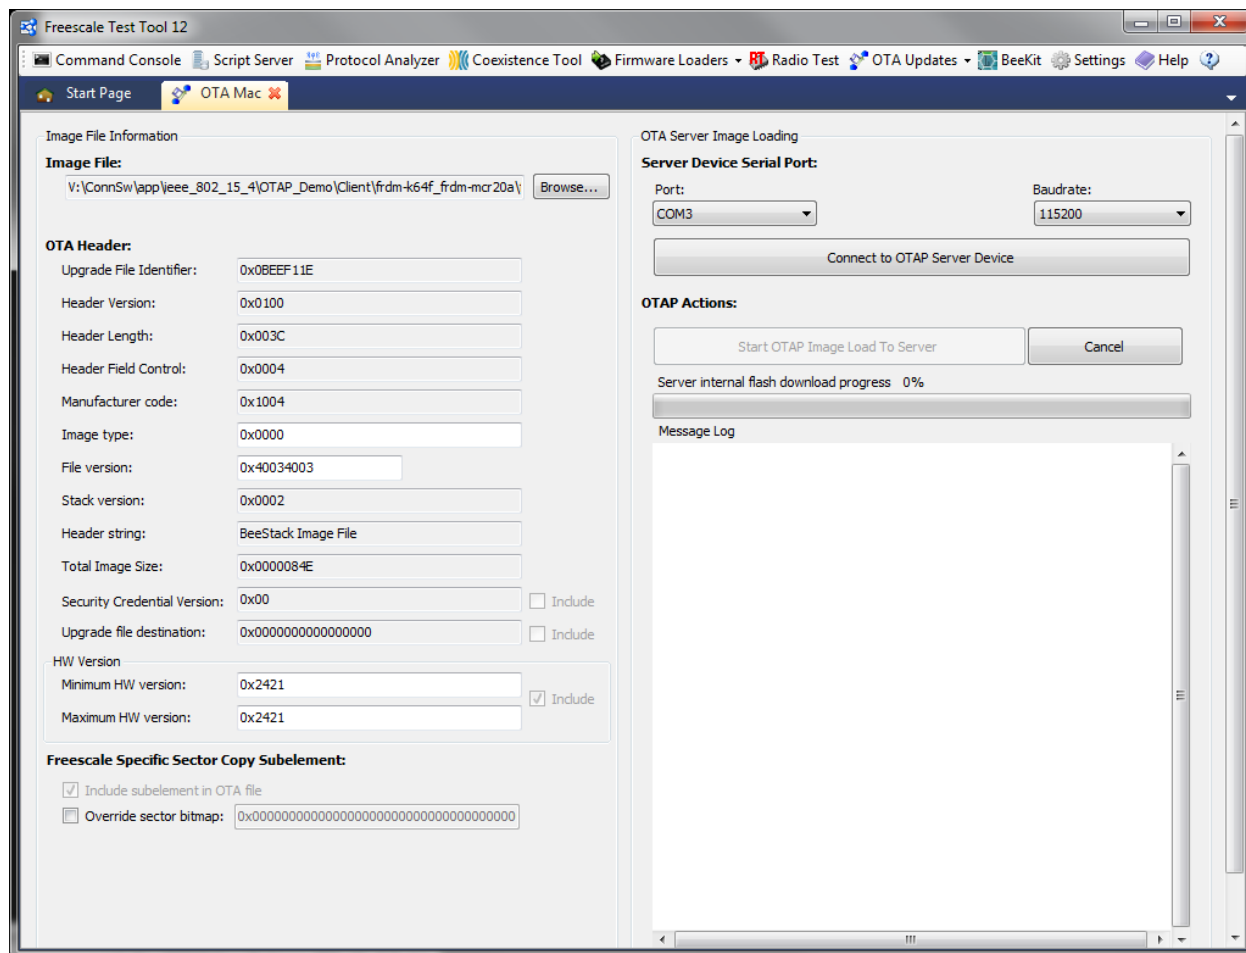 Freescale Test Tool 12
Command Console Script Server Protocol Analyzer Coexistence Tool Firmware Loaders Radio Test OTA Updates BeeKit Settings Help
Start Page OTA Mac
Image File Information
Image File:
V:\ConnSw\app\ieee_802_15_4\OTAP_Demo\Client\frdm-k64f_frdm-mcr20a\ Browse...
OTA Header:
Upgrade File Identifier: 0x0BEEF11E
Header Version: 0x0100
Header Length: 0x003C
Header Field Control: 0x0004
Manufacturer code: 0x1004
Image type: 0x0000
File version: 0x40034003
Stack version: 0x0002
Header string: BeeStack Image File
Total Image Size: 0x0000084E
Security Credential Version: 0x00 Include
Upgrade file destination: 0x0000000000000000 Include
HW Version
Minimum HW version: 0x2421
Include
Maximum HW version: 0x2421
Freescale Specific Sector Copy Subelement:
Include subelement in OTA file
Override sector bitmap: 0x00000000000000000000000000000000
OTA Server Image Loading
Server Device Serial Port:
Port: Baudrate:
COM3 115200
Connect to OTAP Server Device
OTAP Actions:
Start OTAP Image Load To Server Cancel
Server internal flash download progress 0%
Message Log